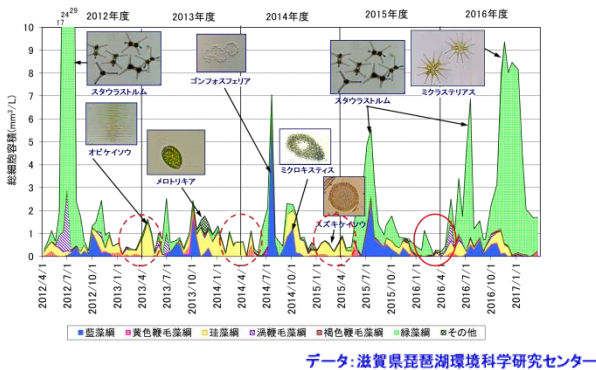 24 29
17
2012年度 2013年度 2014年度 2015年度 2016年度
総細胞容積(mm³/L)
10
9
8
7
6
5
4
3
2
1
0
スタウラストルム
オビケイソウ
メロトリキア
ゴンフォスフェリア
ミクロキスティス
スズキケイソウ
スタウラストルム
ミクラステリアス
2012/4/1 2012/7/1 2012/10/1 2013/1/1 2013/4/1 2013/7/1 2013/10/1 2014/1/1 2014/4/1 2014/7/1 2014/10/1 2015/1/1 2015/4/1 2015/7/1 2015/10/1 2016/1/1 2016/4/1 2016/7/1 2016/10/1 2017/1/1
藍藻綱 黄色鞭毛藻綱 珪藻綱 渦鞭毛藻綱 褐色鞭毛藻綱 緑藻綱 その他
データ:滋賀県琵琶湖環境科学研究センター